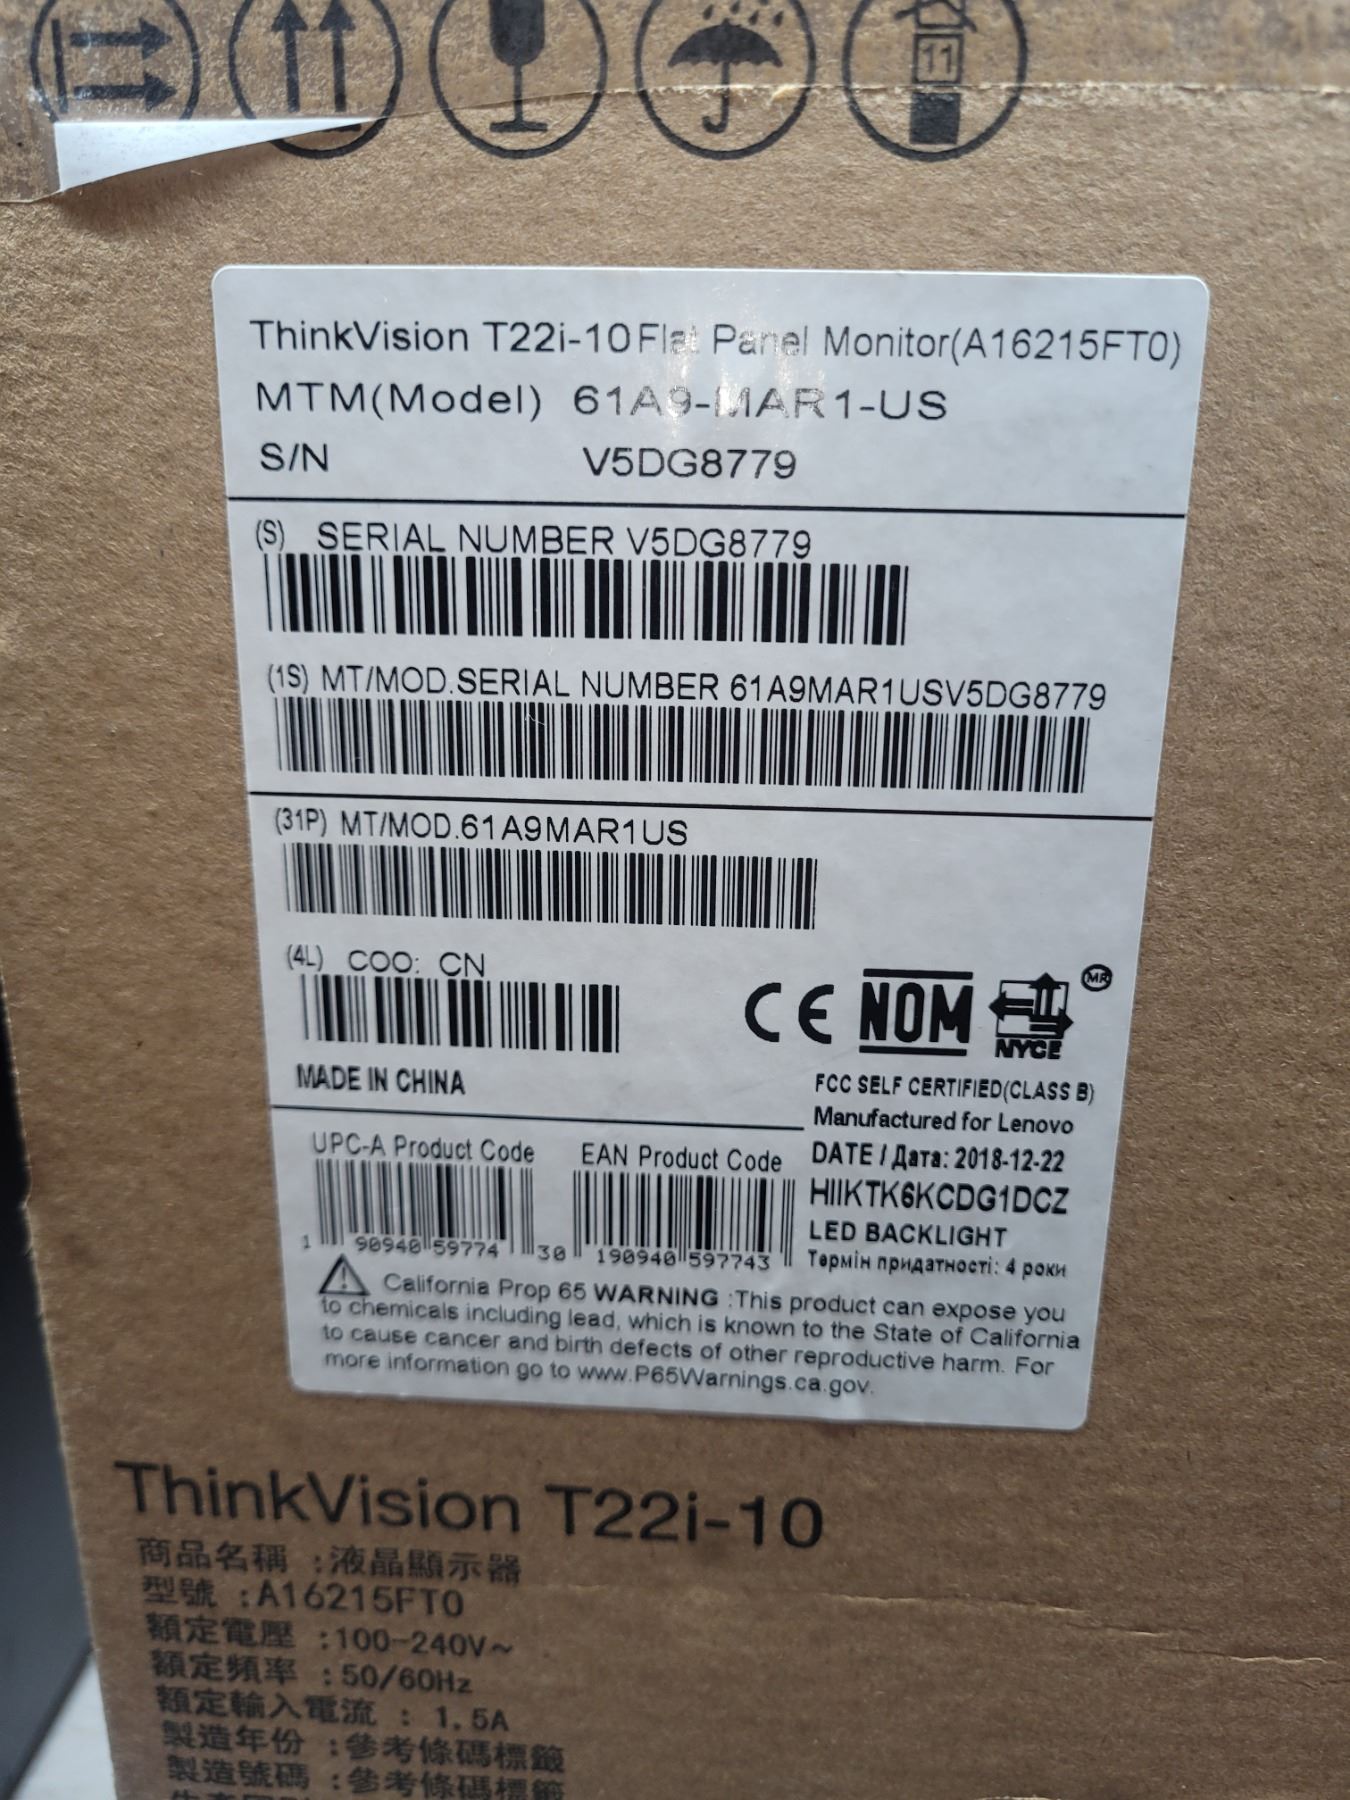 11
ThinkVision T22i-10 Flat Panel Monitor(A16215FT0)
MTM(Model) 61A9-MAR1-US
S/N V5DG8779
(S) SERIAL NUMBER V5DG8779
(1S) MT/MOD.SERIAL NUMBER 61A9MAR1USV5DG8779
(31P) MT/MOD.61A9MAR1US
(4L) COO: CN
CE NOM NYCE MR
MADE IN CHINA
FCC SELF CERTIFIED(CLASS B)
Manufactured for Lenovo
DATE / Дата: 2018-12-22
HIIKTK6KCDG1DCZ
LED BACKLIGHT
Термін придатності: 4 роки
UPC-A Product Code
1 90940 59774 30
EAN Product Code
190940 597743
California Prop 65 WARNING :This product can expose you
to chemicals including lead, which is known to the State of California
to cause cancer and birth defects of other reproductive harm. For
more information go to www.P65Warnings.ca.gov.
ThinkVision T22i-10
商品名稱 :液晶顯示器
型號 :A16215FT0
額定電壓 :100-240V~
額定頻率 :50/60Hz
額定輸入電流 : 1.5A
製造年份 :參考條碼標籤
製造號碼 :參考條碼標籤